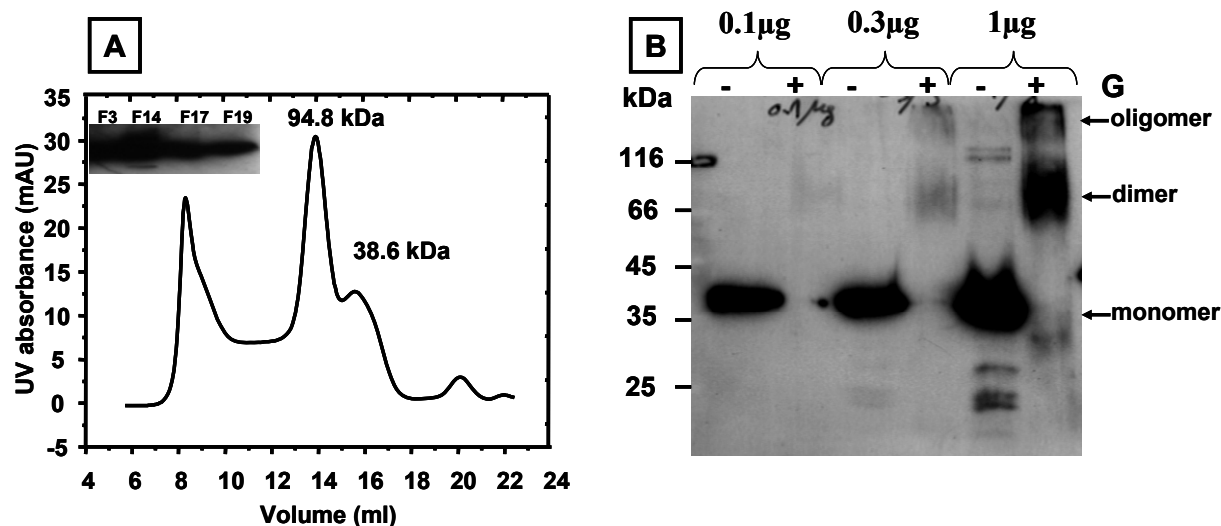 A
35
30
25
20
15
10
5
0
-5
UV absorbance (mAU)
F3 F14 F17 F19
94.8 kDa
38.6 kDa
4 6 8 10 12 14 16 18 20 22 24
Volume (ml)
B
0.1µg 0.3µg 1µg
- + - + - + G
kDa
0.1 µg
116
66
45
35
25
oligomer
dimer
monomer